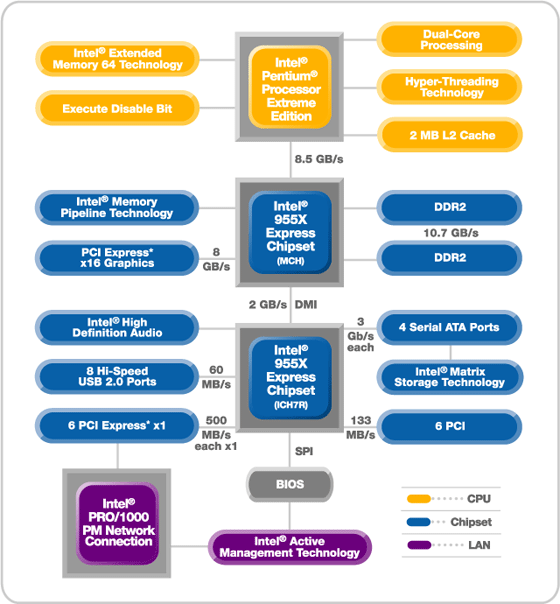 Intel® Extended
Memory 64 Technology
Execute Disable Bit
Intel®
Pentium®
Processor
Extreme
Edition
Dual-Core
Processing
Hyper-Threading
Technology
2 MB L2 Cache
8.5 GB/s
Intel® Memory
Pipeline Technology
PCI Express*
x16 Graphics
8
GB/s
Intel®
955X
Express
Chipset
(MCH)
DDR2
10.7 GB/s
DDR2
2 GB/s DMI
Intel® High
Definition Audio
8 Hi-Speed
USB 2.0 Ports
60
MB/s
6 PCI Express* x1
500
MB/s
each x1
Intel®
955X
Express
Chipset
(ICH7R)
3
Gb/s
each
4 Serial ATA Ports
Intel® Matrix
Storage Technology
133
MB/s
6 PCI
SPI
BIOS
Intel®
PRO/1000
PM Network
Connection
Intel® Active
Management Technology
CPU
Chipset
LAN